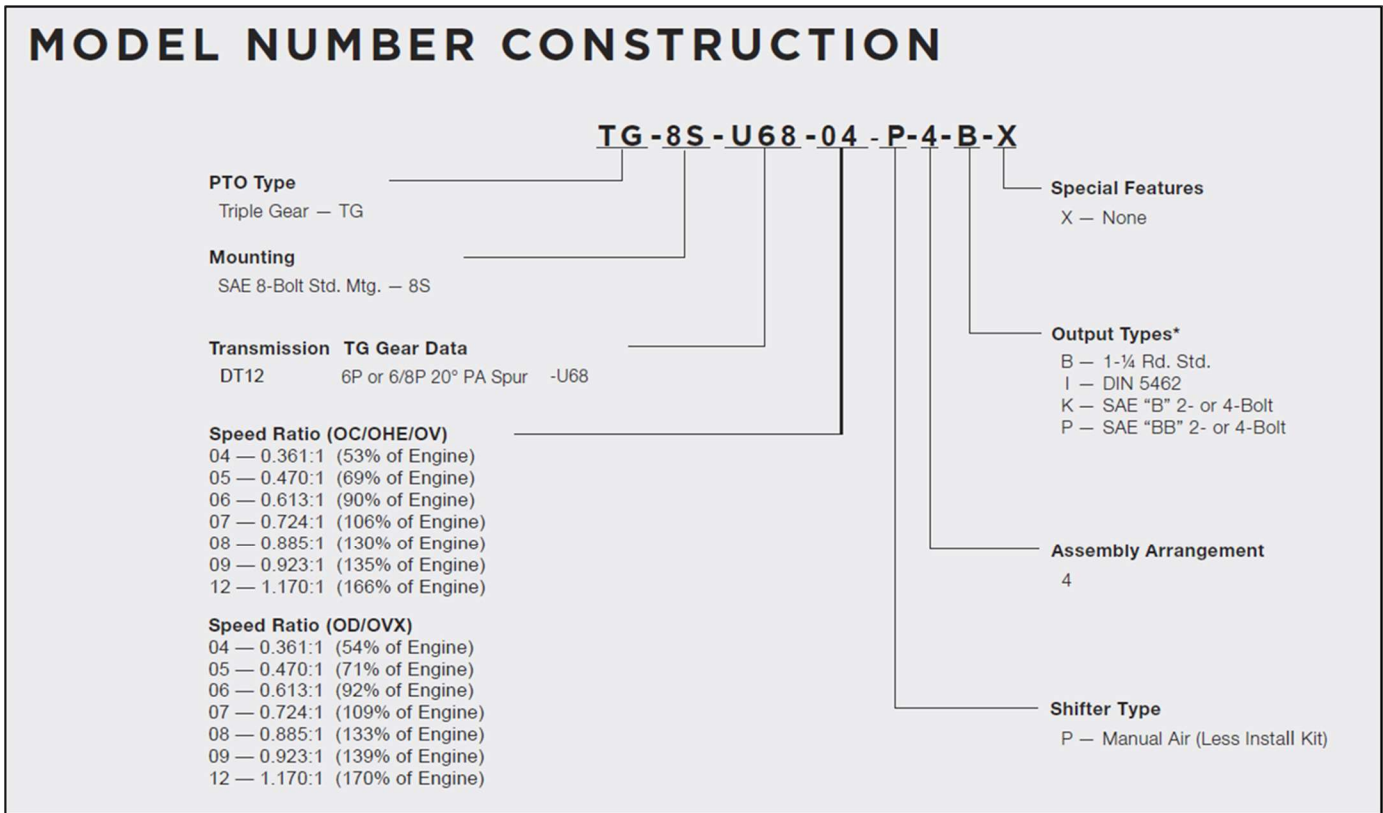 MODEL NUMBER CONSTRUCTION
TG-8S-U68-04-P-4-B-X
PTO Type
Triple Gear — TG
Mounting
SAE 8-Bolt Std. Mtg. — 8S
Transmission TG Gear Data
DT12 6P or 6/8P 20° PA Spur -U68
Speed Ratio (OC/OHE/OV)
04 — 0.361:1 (53% of Engine)
05 — 0.470:1 (69% of Engine)
06 — 0.613:1 (90% of Engine)
07 — 0.724:1 (106% of Engine)
08 — 0.885:1 (130% of Engine)
09 — 0.923:1 (135% of Engine)
12 — 1.170:1 (166% of Engine)
Speed Ratio (OD/OVX)
04 — 0.361:1 (54% of Engine)
05 — 0.470:1 (71% of Engine)
06 — 0.613:1 (92% of Engine)
07 — 0.724:1 (109% of Engine)
08 — 0.885:1 (133% of Engine)
09 — 0.923:1 (139% of Engine)
12 — 1.170:1 (170% of Engine)
Special Features
X — None
Output Types*
B — 1-¼ Rd. Std.
I — DIN 5462
K — SAE “B” 2- or 4-Bolt
P — SAE “BB” 2- or 4-Bolt
Assembly Arrangement
4
Shifter Type
P — Manual Air (Less Install Kit)